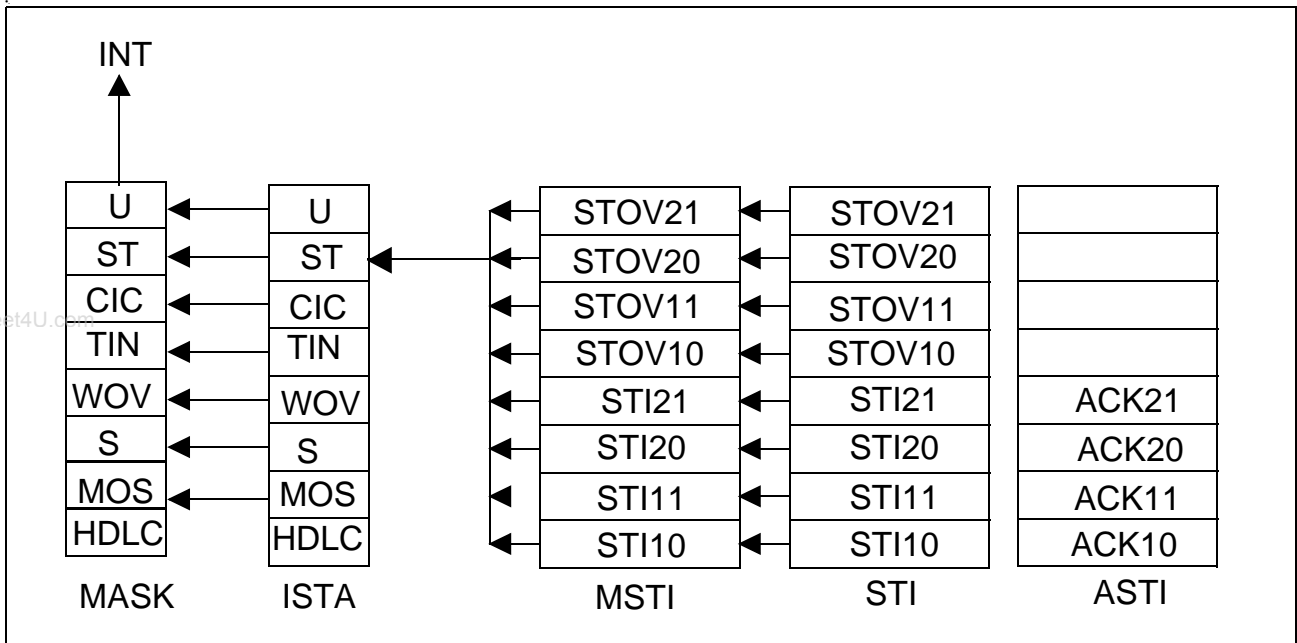 INT
U U STOV21 STOV21
ST ST STOV20 STOV20
CIC CIC STOV11 STOV11
et4U.com
TIN TIN STOV10 STOV10
WOV WOV STI21 STI21 ACK21
S S STI20 STI20 ACK20
MOS MOS STI11 STI11 ACK11
HDLC HDLC STI10 STI10 ACK10
MASK ISTA MSTI STI ASTI